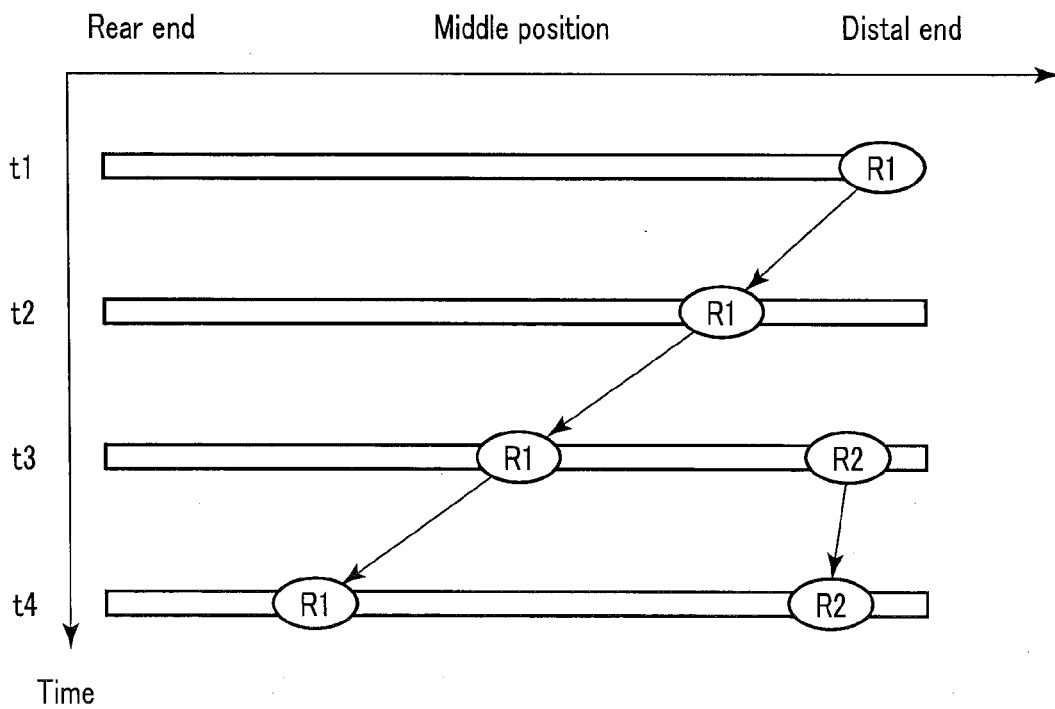 Rear end Middle position Distal end
t1 R1
t2 R1
t3 R1 R2
t4 R1 R2
Time